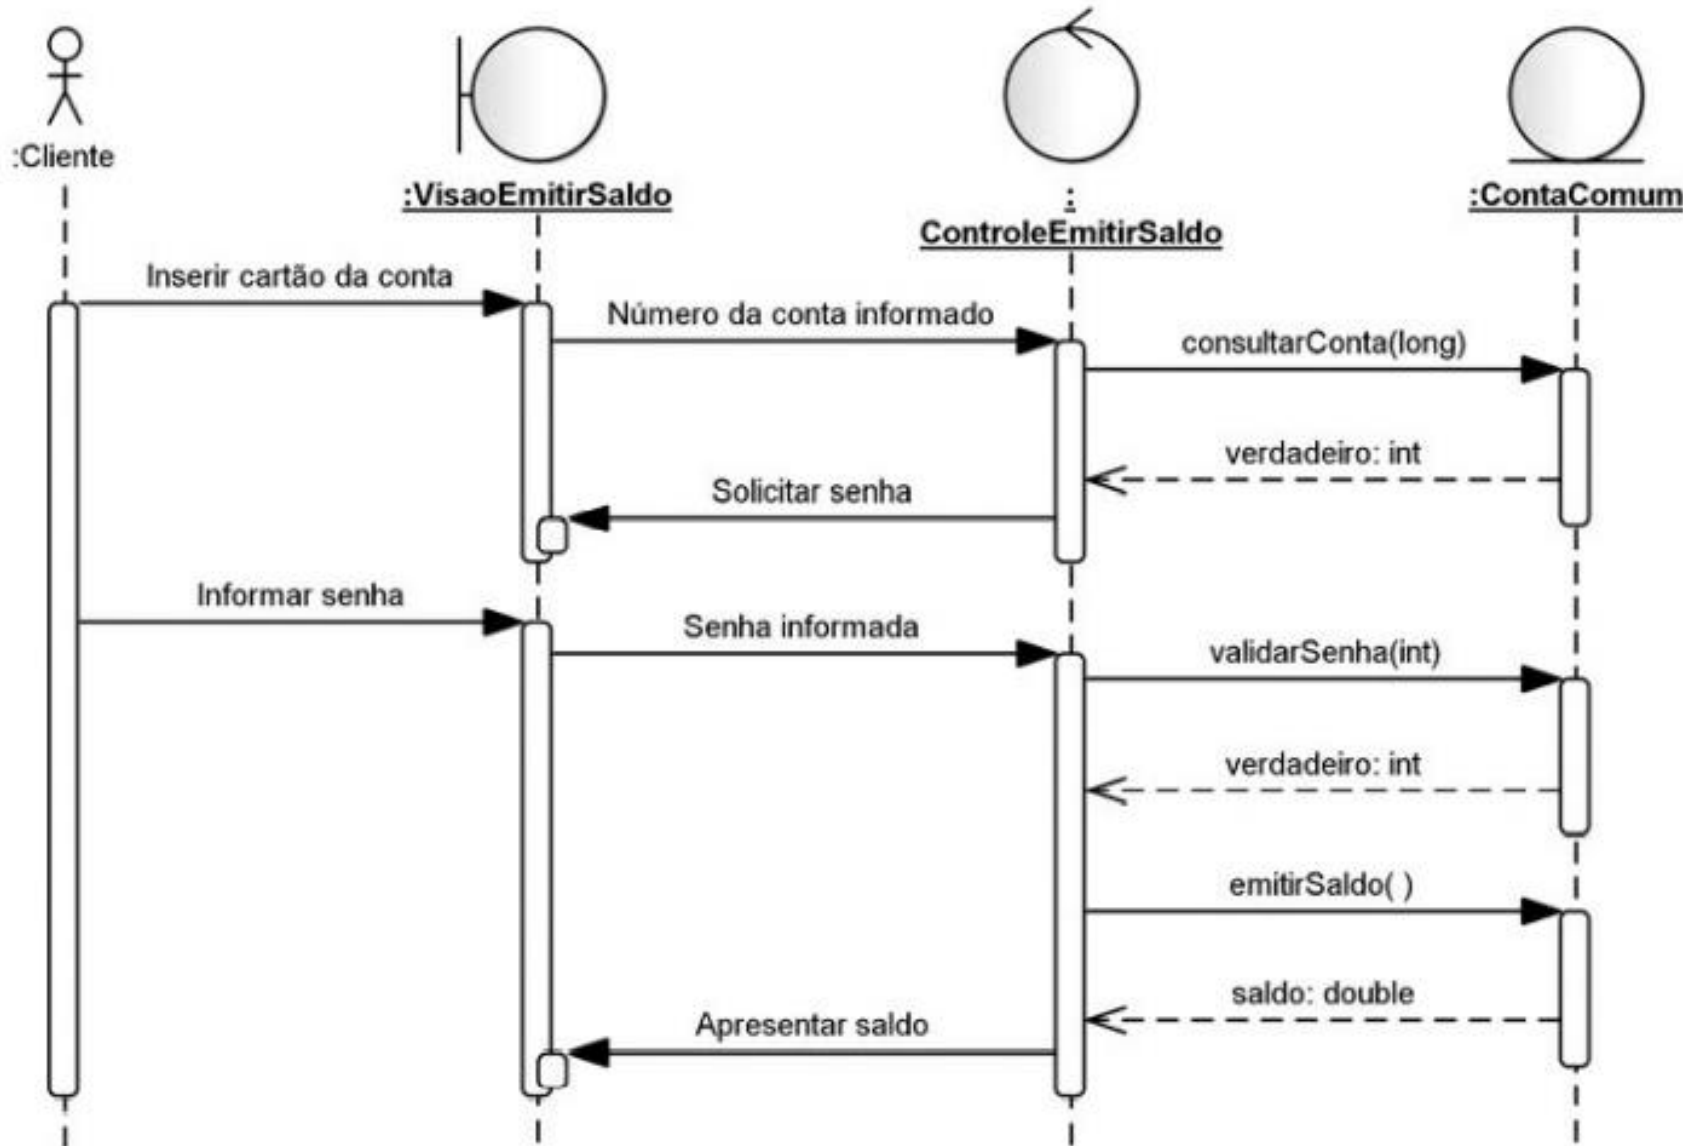 :Cliente
:VisaoEmitirSaldo
:
ControleEmitirSaldo
:ContaComum
Inserir cartão da conta
Número da conta informado
consultarConta(long)
verdadeiro: int
Solicitar senha
Informar senha
Senha informada
validarSenha(int)
verdadeiro: int
emitirSaldo( )
saldo: double
Apresentar saldo